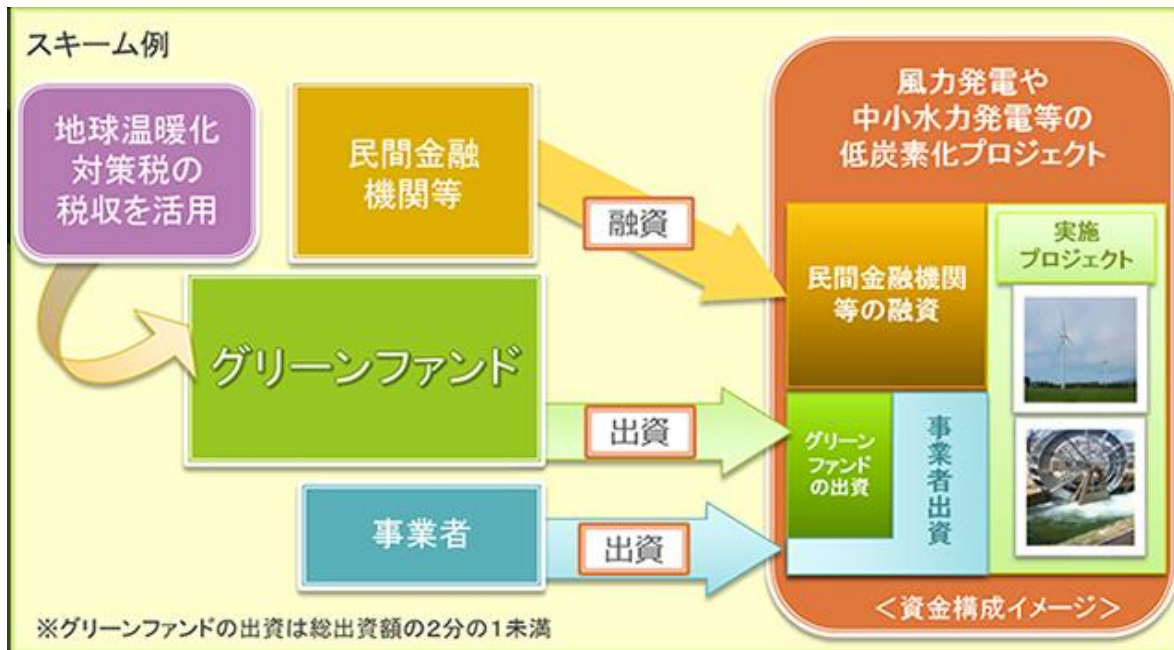 スキーム例
地球温暖化
対策税の
税収を活用
民間金融
機関等
融資
グリーンファンド
出資
事業者
出資
※グリーンファンドの出資は総出資額の2分の1未満
風力発電や
中小水力発電等の
低炭素化プロジェクト
民間金融機関
等の融資
実施
プロジェクト
グリーン
ファンド
の出資
事業者出資
＜資金構成イメージ＞